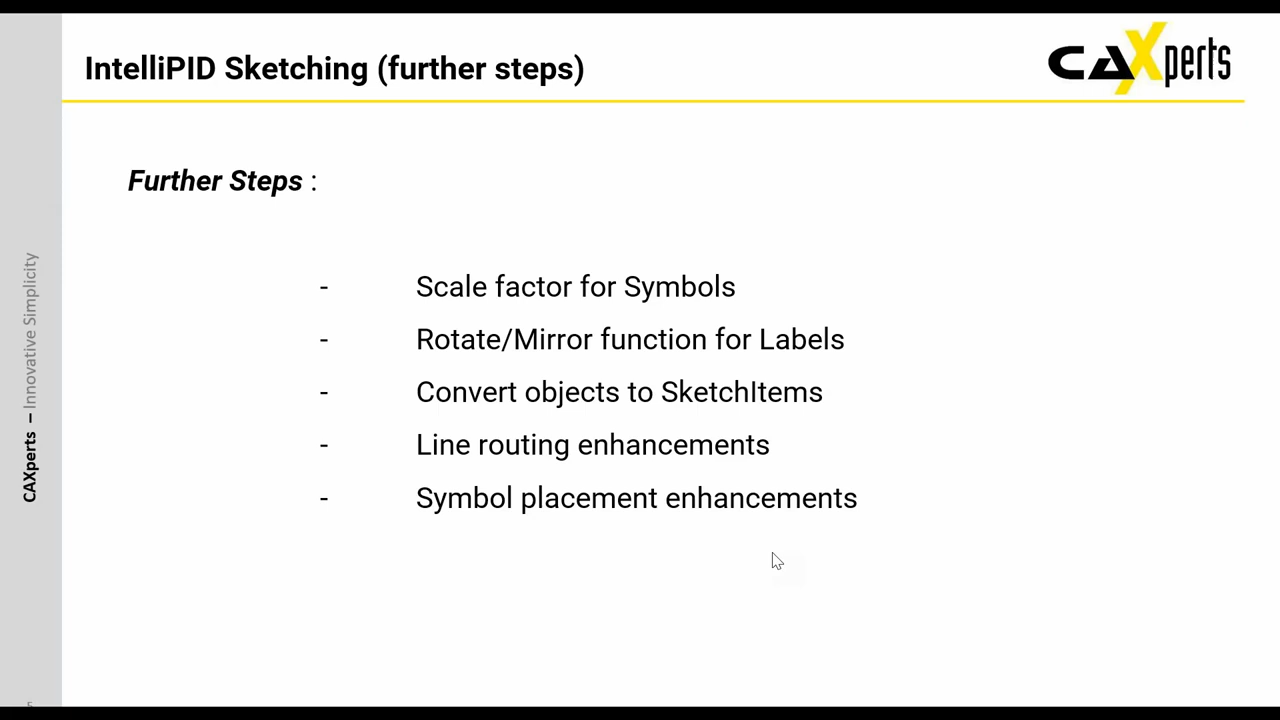 IntelliPID Sketching (further steps)
CAXperts
Further Steps :
- Scale factor for Symbols
- Rotate/Mirror function for Labels
- Convert objects to SketchItems
- Line routing enhancements
- Symbol placement enhancements
CAXperts – Innovative Simplicity